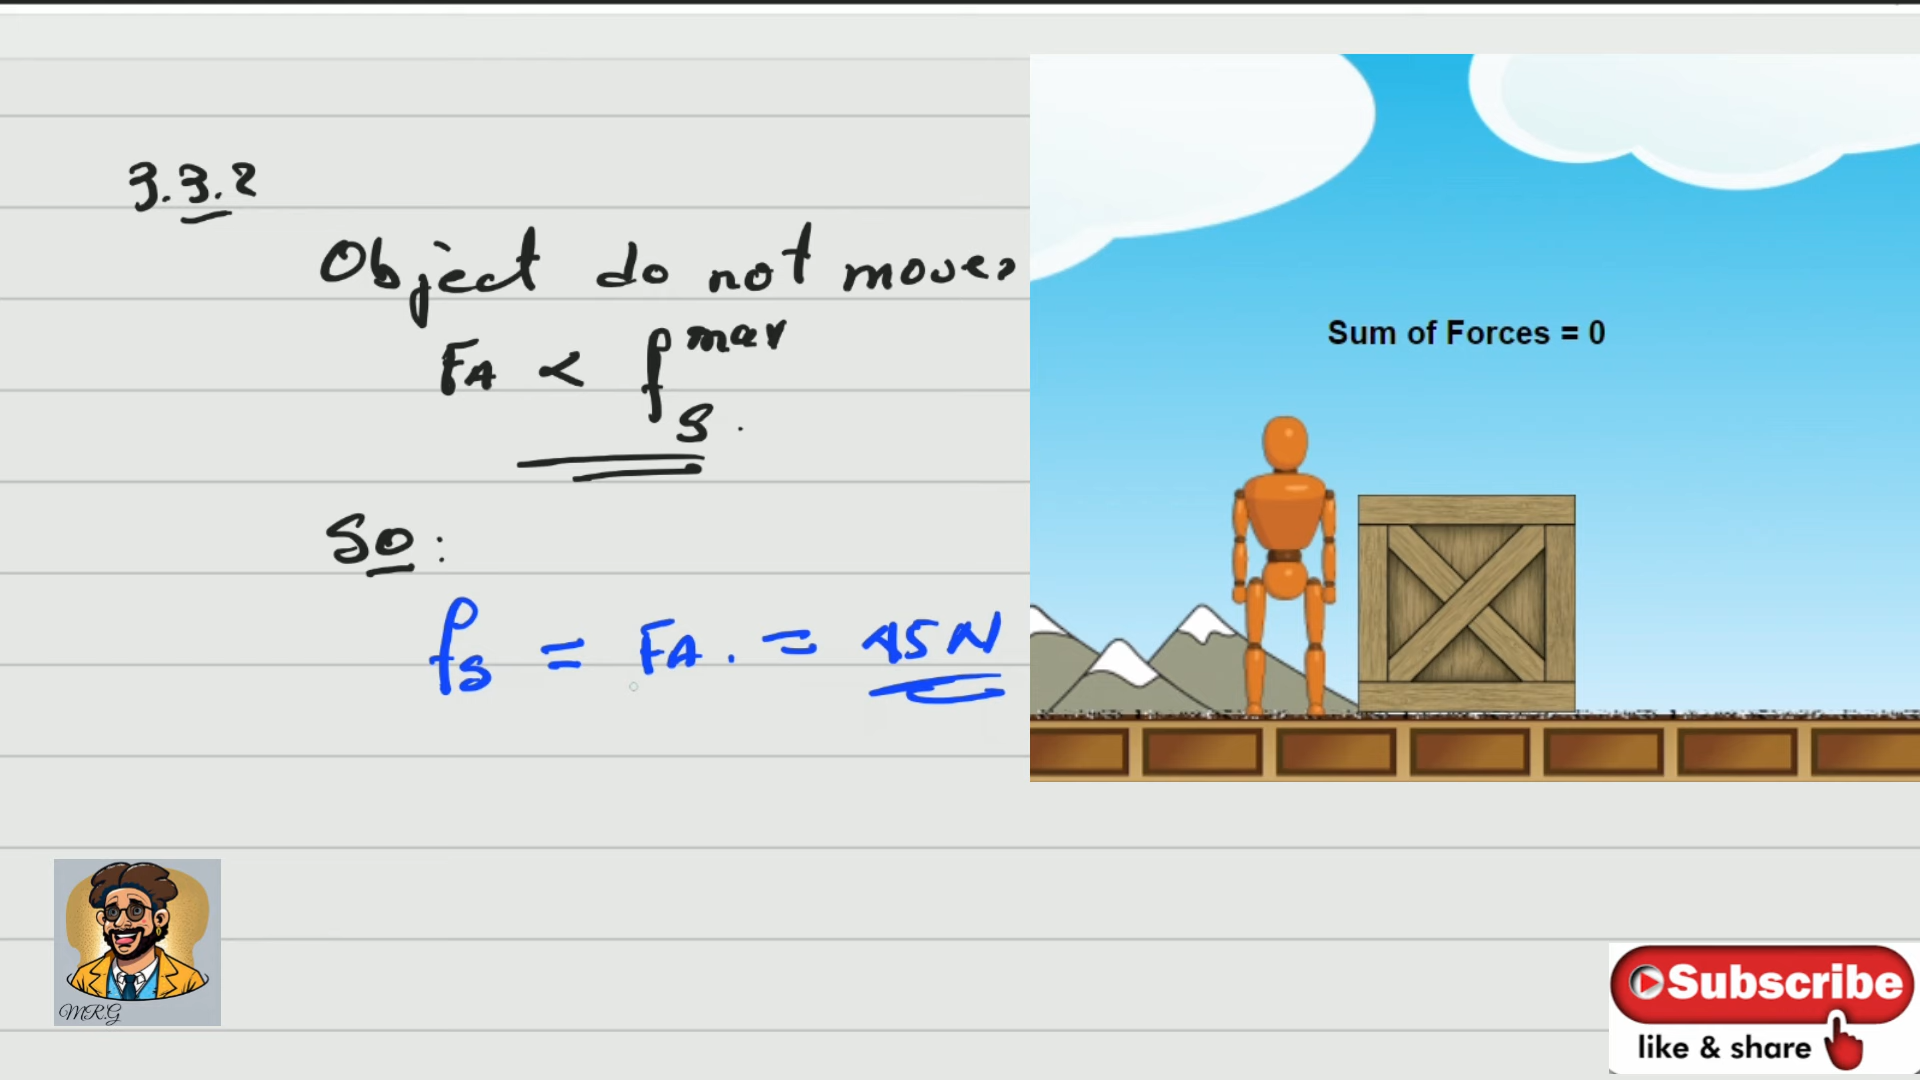 3.3.2
Object do not moves
FA < fs max
So:
fs = FA. = 45N
Sum of Forces = 0
MR.G
Subscribe
like & share